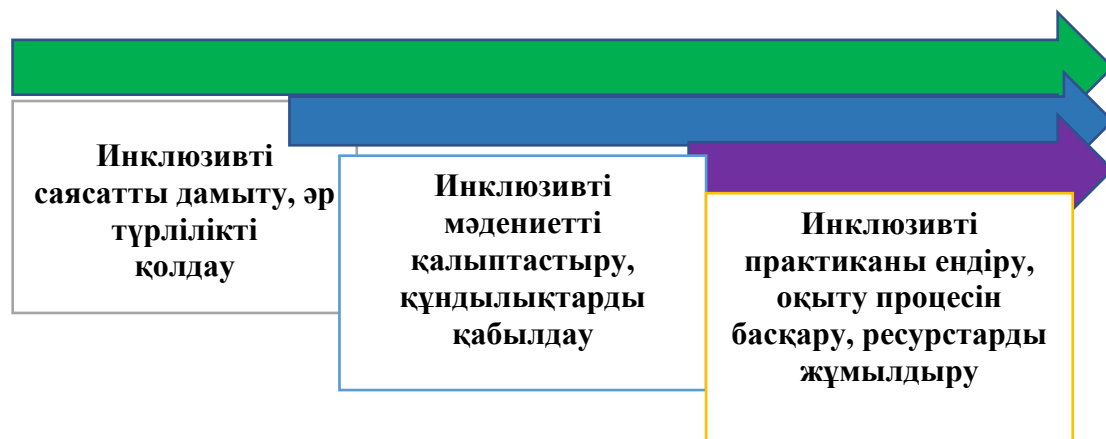 Инклюзивті
саясатты дамыту, әр
түрлілікті
қолдау
Инклюзивті
мәдениетті
қалыптастыру,
құндылықтарды
қабылдау
Инклюзивті
практиканы ендіру,
оқыту процесін
басқару, ресурстарды
жұмылдыру